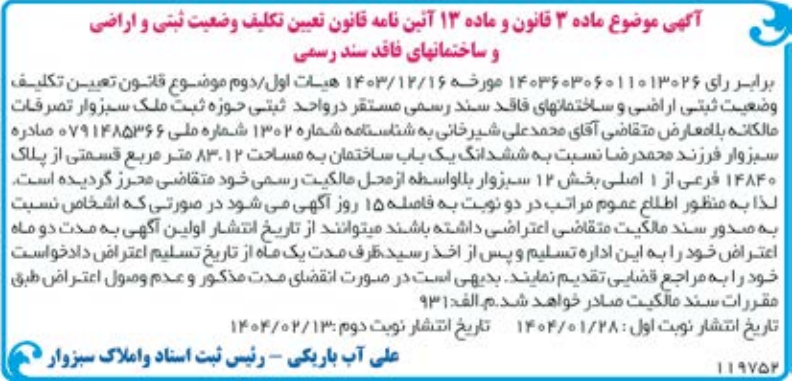 آگهی موضوع ماده ۳ قانون و ماده ۱۳ آئین نامه قانون تعیین تکلیف وضعیت ثبتی و اراضی
و ساختمانهای فاقد سند رسمی
برابر رای ۱۴۰۳۶۰۳۰۶۰۱۱۰۱۳۰۲۶ مورخه ۱۴۰۳/۱۲/۱۶ هیات اول/دوم موضوع قانون تعیین تکلیف
وضعیت ثبتی اراضی و ساختمانهای فاقد سند رسمی مستقر درواحد ثبتی حوزه ثبت ملک سبزوار تصرفات
مالکانه بلامعارض متقاضی آقای محمدعلی شیرخانی به شناسنامه شماره ۱۳۰۲ شماره ملی ۰۷۹۱۴۸۵۳۶۶ صادره
سبزوار فرزند محمدرضا نسبت به ششدانگ یک باب ساختمان به مساحت ۸۳.۱۲ متر مربع قسمتی از پلاک
۱۴۸۴۰ فرعی از ۱ اصلی بخش ۱۲ سبزوار بلاواسطه ازمحل مالکیت رسمی خود متقاضی محرز گردیده است.
لذا به منظور اطلاع عموم مراتب در دو نوبت به فاصله ۱۵ روز آگهی می شود در صورتی که اشخاص نسبت
به صدور سند مالکیت متقاضی اعتراضی داشته باشند میتوانند از تاریخ انتشار اولین آگهی به مدت دو ماه
اعتراض خود را به این اداره تسلیم و پس از اخذ رسید،ظرف مدت یک ماه از تاریخ تسلیم اعتراض دادخواست
خود را به مراجع قضایی تقدیم نمایند. بدیهی است در صورت انقضای مدت مذکور و عدم وصول اعتراض طبق
مقررات سند مالکیت صادر خواهد شد.م.الف:۹۳۱
تاریخ انتشار نوبت اول : ۱۴۰۴/۰۱/۲۸ تاریخ انتشار نوبت دوم :۱۴۰۴/۰۲/۱۳
علی آب باریکی – رئیس ثبت اسناد واملاک سبزوار
۱۱۹۷۵۲